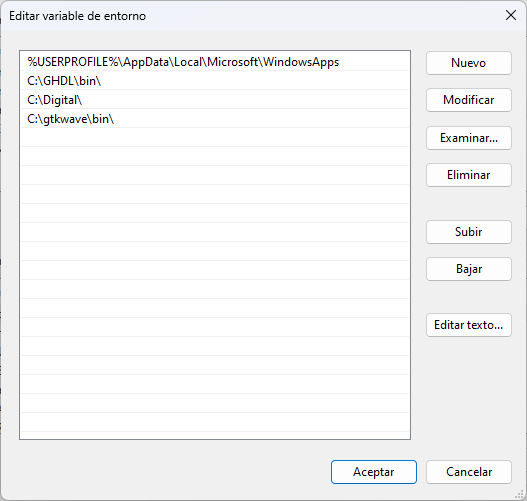 Editar variable de entorno
%USERPROFILE%\AppData\Local\Microsoft\WindowsApps
C:\GHDL\bin\
C:\Digital\
C:\gtkwave\bin\
Nuevo
Modificar
Examinar...
Eliminar
Subir
Bajar
Editar texto...
Aceptar
Cancelar